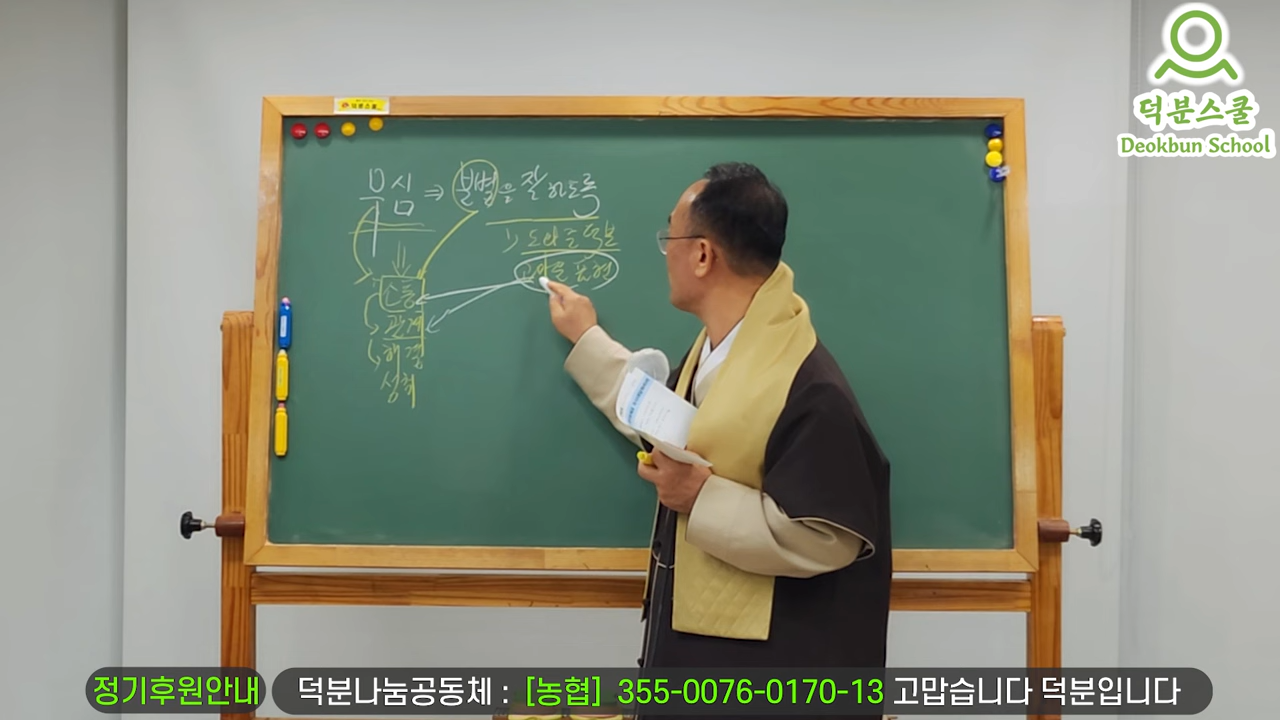 덕분스쿨
Deokbun School
무심 ⇒ 분별을 잘 하도록
1) 도와준 덕분
고마움 표현
소통
관계
해결
성취
정기후원안내
덕분나눔공동체 : [농협] 355-0076-0170-13 고맙습니다 덕분입니다